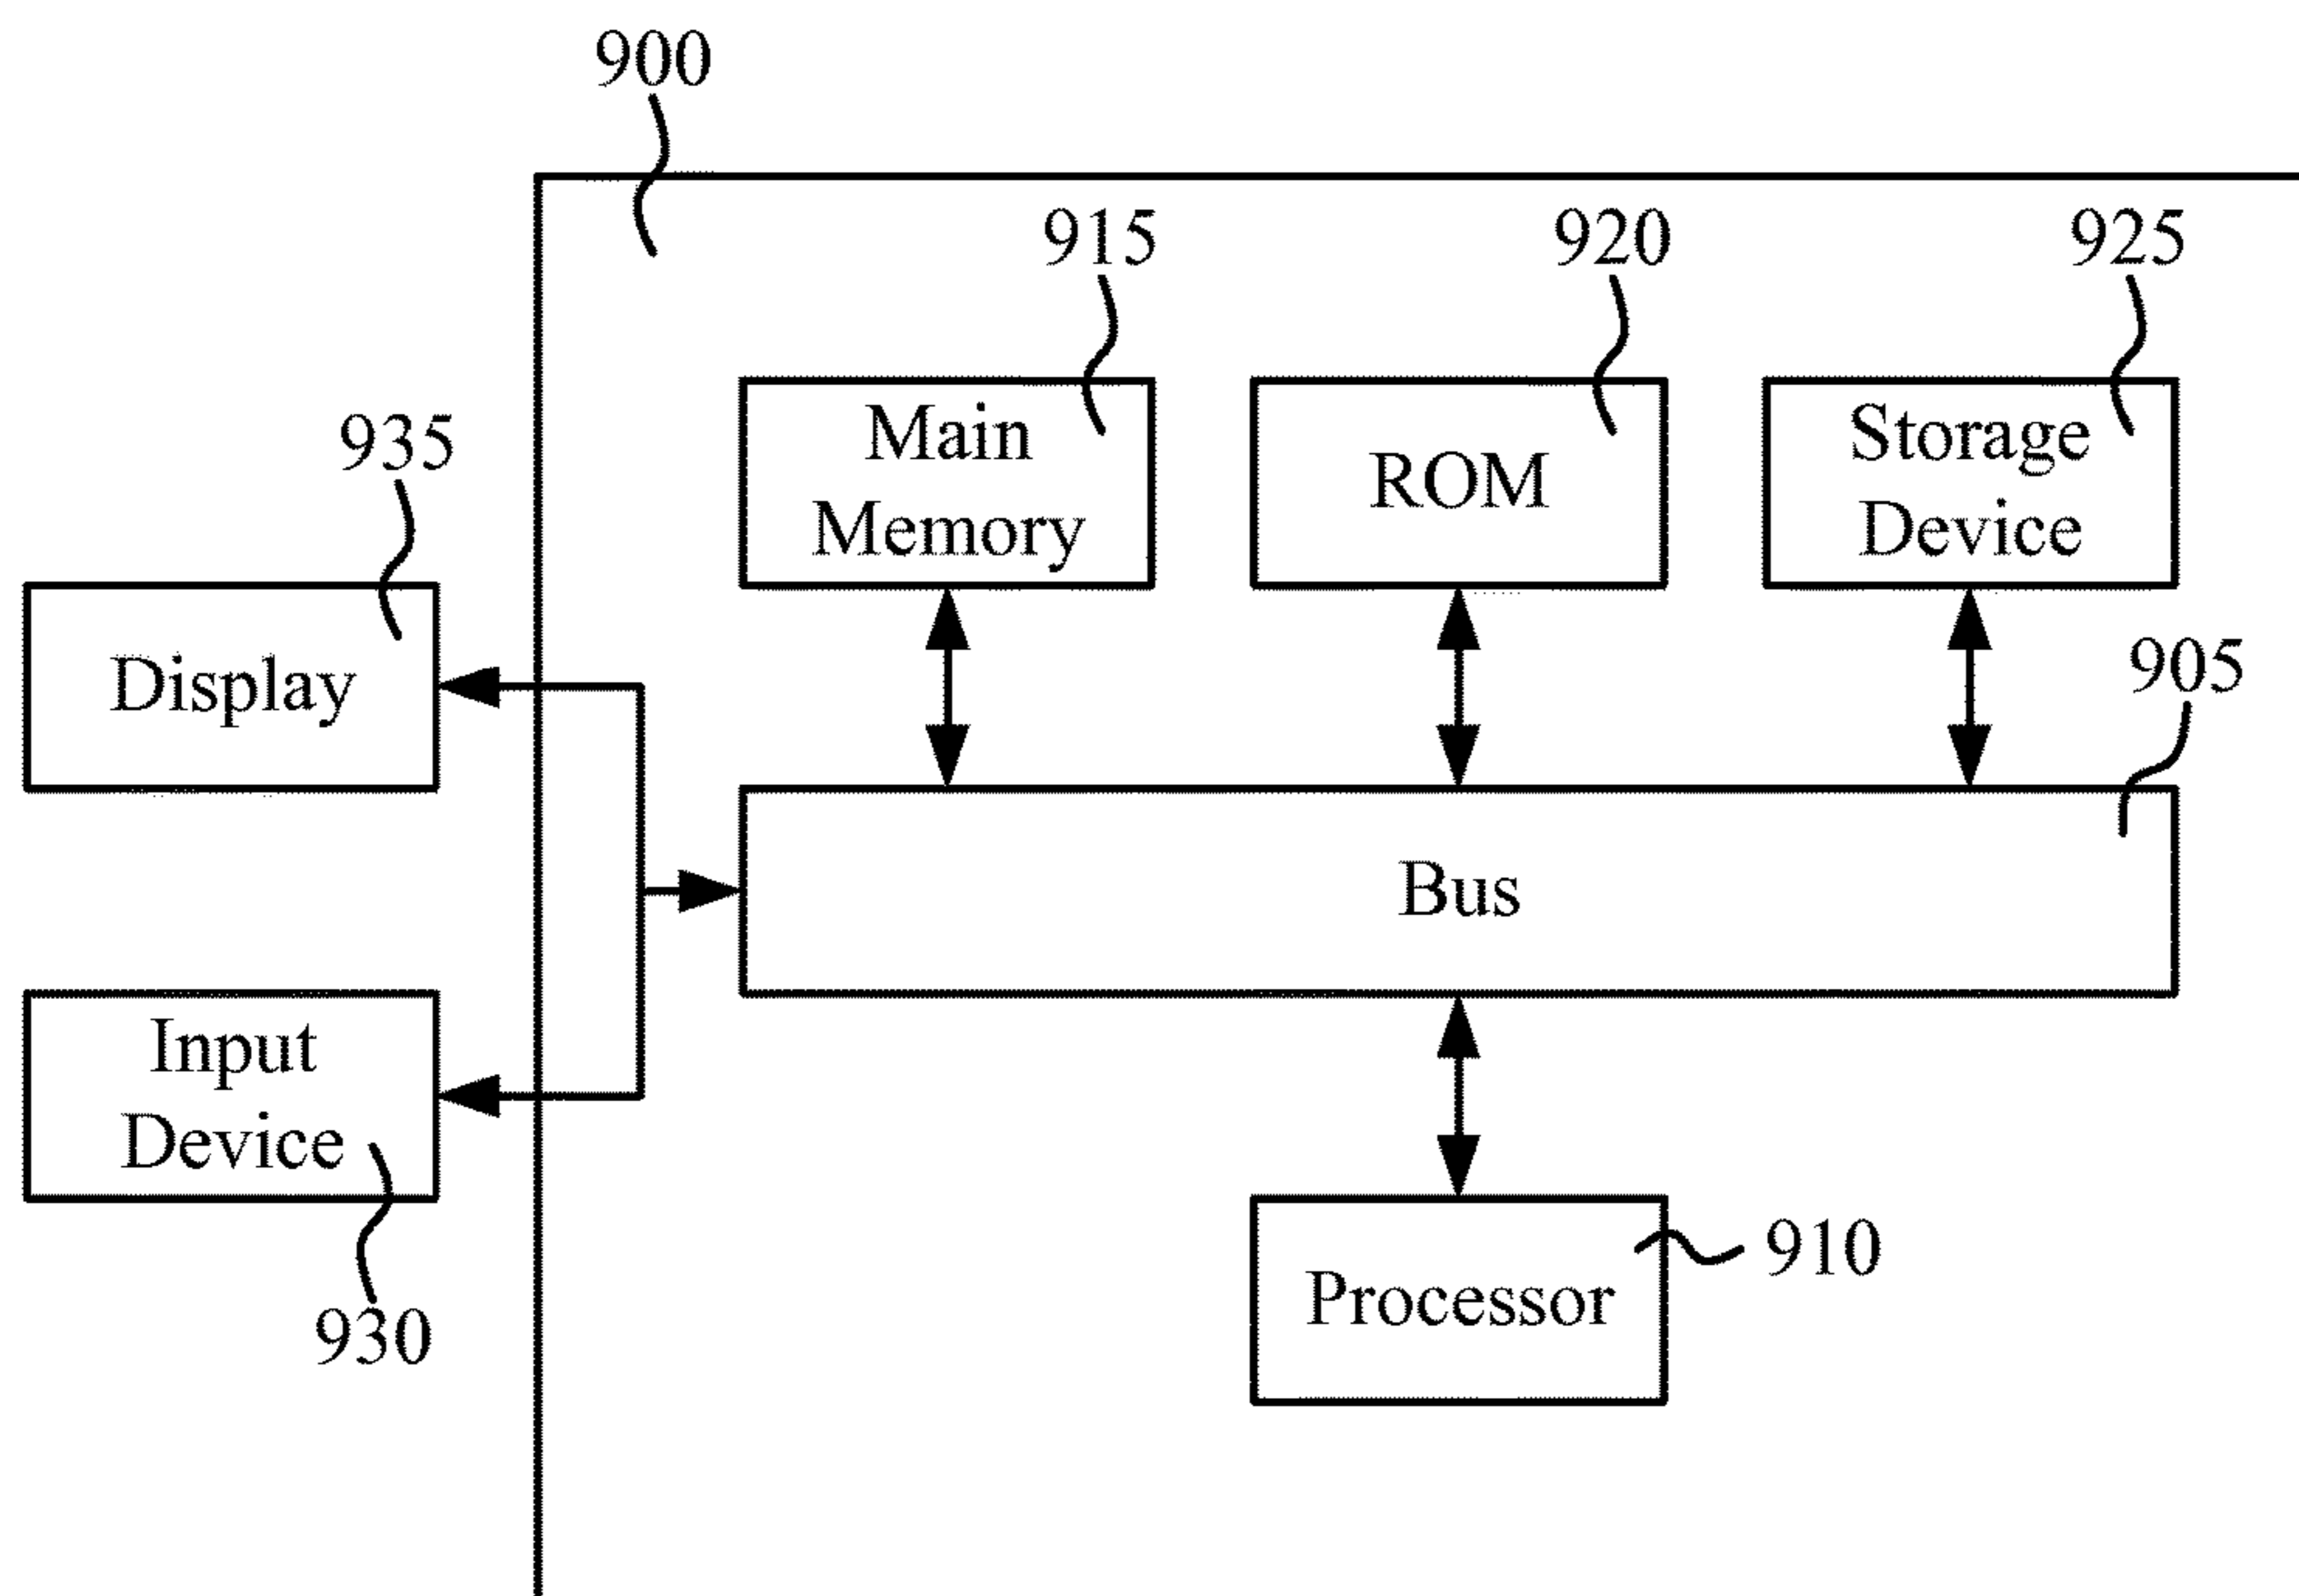 900
915
920
925
935
Main
Memory
ROM
Storage
Device
905
Display
Bus
Input
Device
930
Processor
910